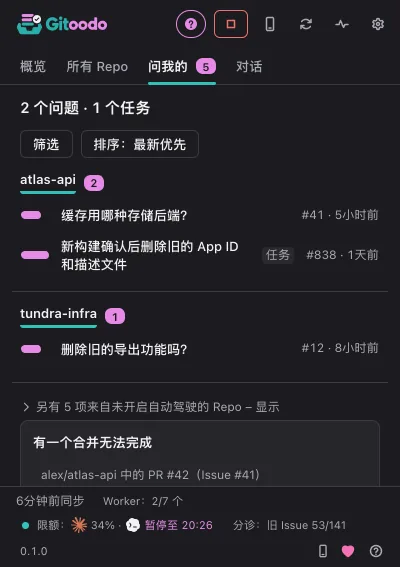 Gitoodo
概览 所有 Repo 问我的 5 对话
2 个问题 · 1 个任务
筛选 排序：最新优先
atlas-api 2
缓存用哪种存储后端? #41 · 5小时前
新构建确认后删除旧的 App ID
和描述文件 任务 #838 · 1天前
tundra-infra 1
删除旧的导出功能吗? #12 · 8小时前
另有 5 项来自未开启自动驾驶的 Repo – 显示
有一个合并无法完成
alex/atlas-api 中的 PR #42（Issue #41）
6分钟前同步 Worker：2/7 个
限额： 34% · 暂停至 20:26 分诊：旧 Issue 53/141
0.1.0